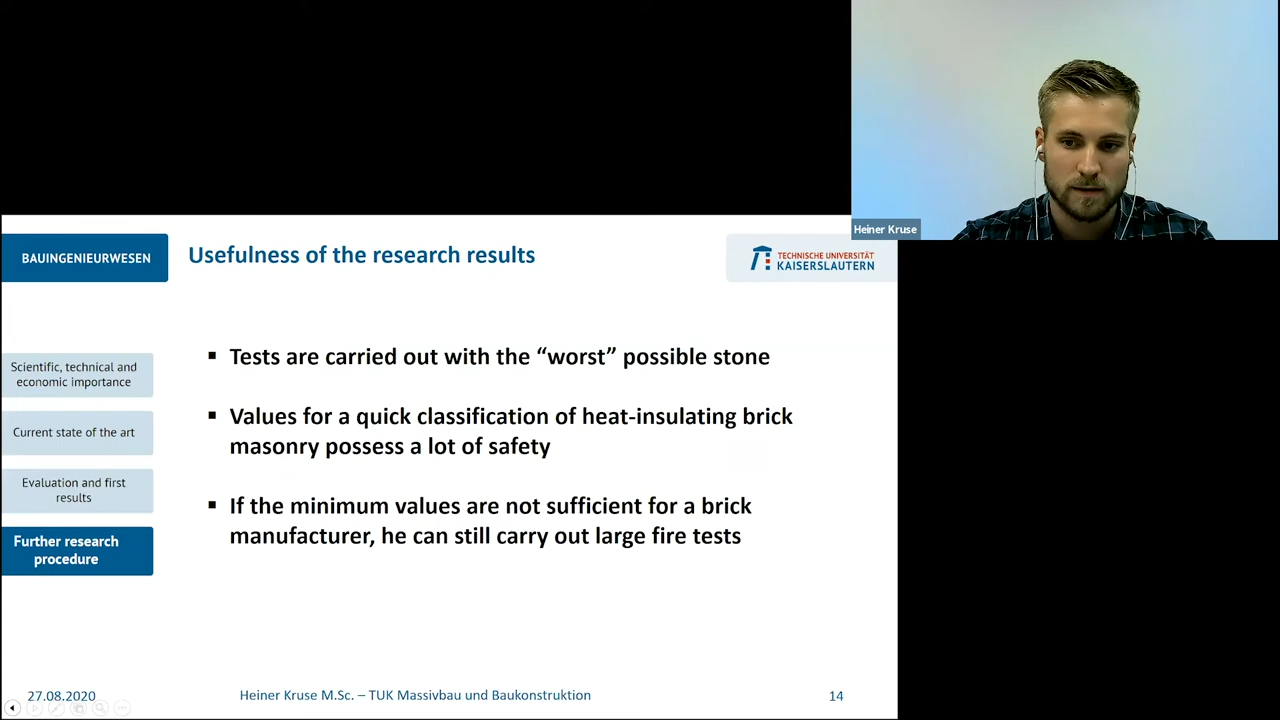 Heiner Kruse
BAUINGENIEURWESEN
Usefulness of the research results
TECHNISCHE UNIVERSITÄT
KAISERSLAUTERN
Scientific, technical and
economic importance
Current state of the art
Evaluation and first
results
Further research
procedure
▪ Tests are carried out with the “worst” possible stone
▪ Values for a quick classification of heat-insulating brick
masonry possess a lot of safety
▪ If the minimum values are not sufficient for a brick
manufacturer, he can still carry out large fire tests
27.08.2020
Heiner Kruse M.Sc. – TUK Massivbau und Baukonstruktion
14